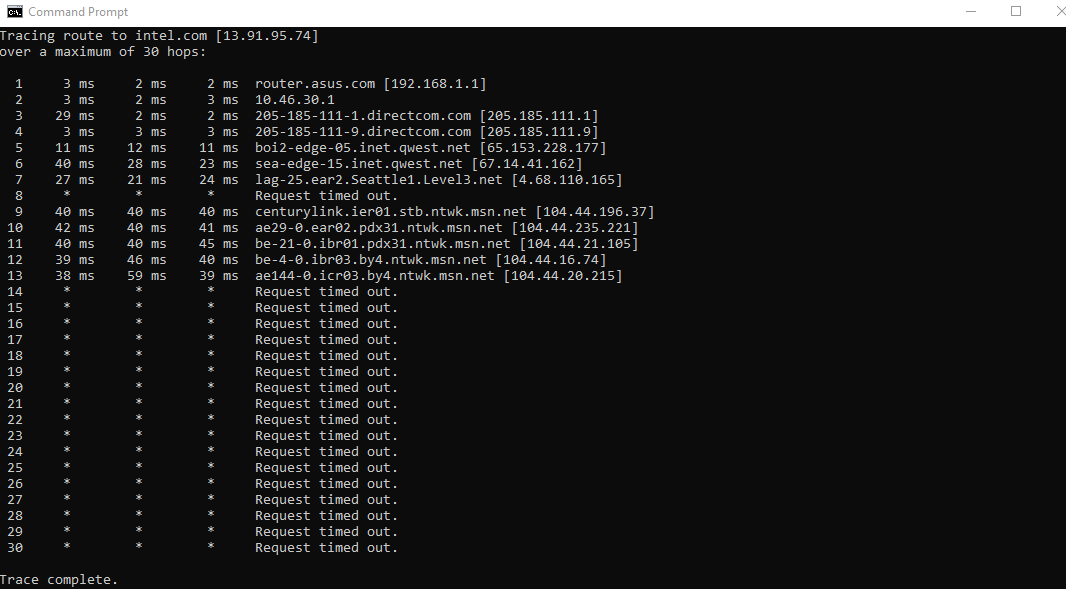 Command Prompt
Tracing route to intel.com [13.91.95.74]
over a maximum of 30 hops:
1 3 ms 2 ms 2 ms router.asus.com [192.168.1.1]
2 3 ms 2 ms 3 ms 10.46.30.1
3 29 ms 2 ms 2 ms 205-185-111-1.directcom.com [205.185.111.1]
4 3 ms 3 ms 3 ms 205-185-111-9.directcom.com [205.185.111.9]
5 11 ms 12 ms 11 ms boi2-edge-05.inet.qwest.net [65.153.228.177]
6 40 ms 28 ms 23 ms sea-edge-15.inet.qwest.net [67.14.41.162]
7 27 ms 21 ms 24 ms lag-25.ear2.Seattle1.Level3.net [4.68.110.165]
8 * * * Request timed out.
9 40 ms 40 ms 40 ms centurylink.ier01.stb.ntwk.msn.net [104.44.196.37]
10 42 ms 40 ms 41 ms ae29-0.ear02.pdx31.ntwk.msn.net [104.44.235.221]
11 40 ms 40 ms 45 ms be-21-0.ibr01.pdx31.ntwk.msn.net [104.44.21.105]
12 39 ms 46 ms 40 ms be-4-0.ibr03.by4.ntwk.msn.net [104.44.16.74]
13 38 ms 59 ms 39 ms ae144-0.icr03.by4.ntwk.msn.net [104.44.20.215]
14 * * * Request timed out.
15 * * * Request timed out.
16 * * * Request timed out.
17 * * * Request timed out.
18 * * * Request timed out.
19 * * * Request timed out.
20 * * * Request timed out.
21 * * * Request timed out.
22 * * * Request timed out.
23 * * * Request timed out.
24 * * * Request timed out.
25 * * * Request timed out.
26 * * * Request timed out.
27 * * * Request timed out.
28 * * * Request timed out.
29 * * * Request timed out.
30 * * * Request timed out.
Trace complete.